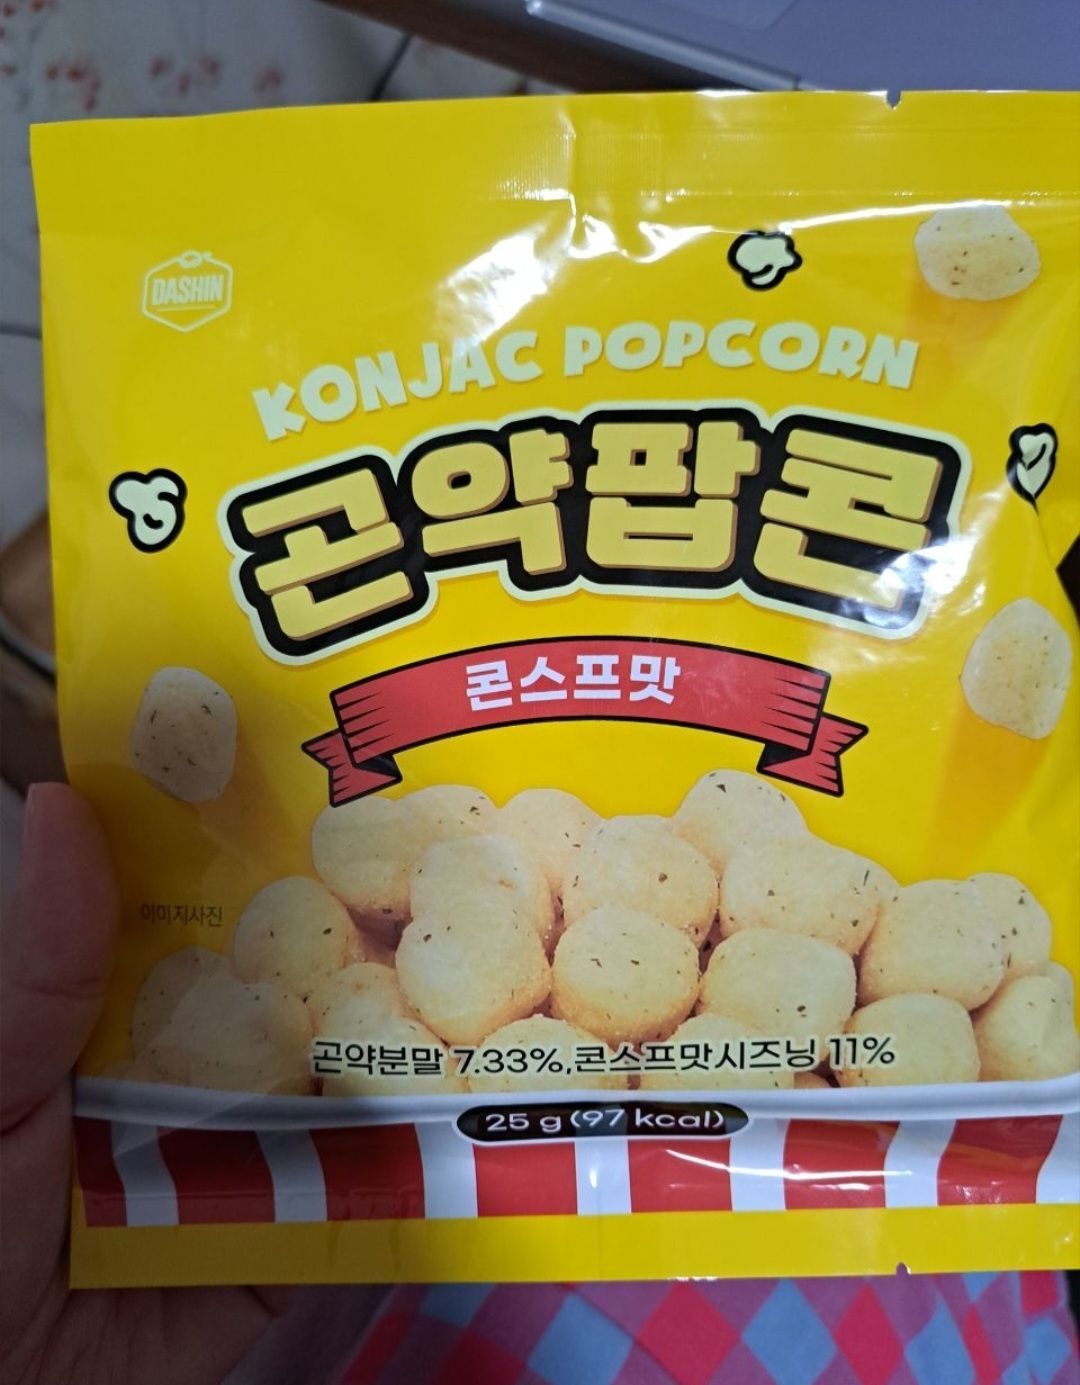 DASHIN
KONJAC POPCORN
곤약팝콘
콘스프맛
이미지사진
곤약분말 7.33%,콘스프맛시즈닝 11%
25 g (97 kcal)